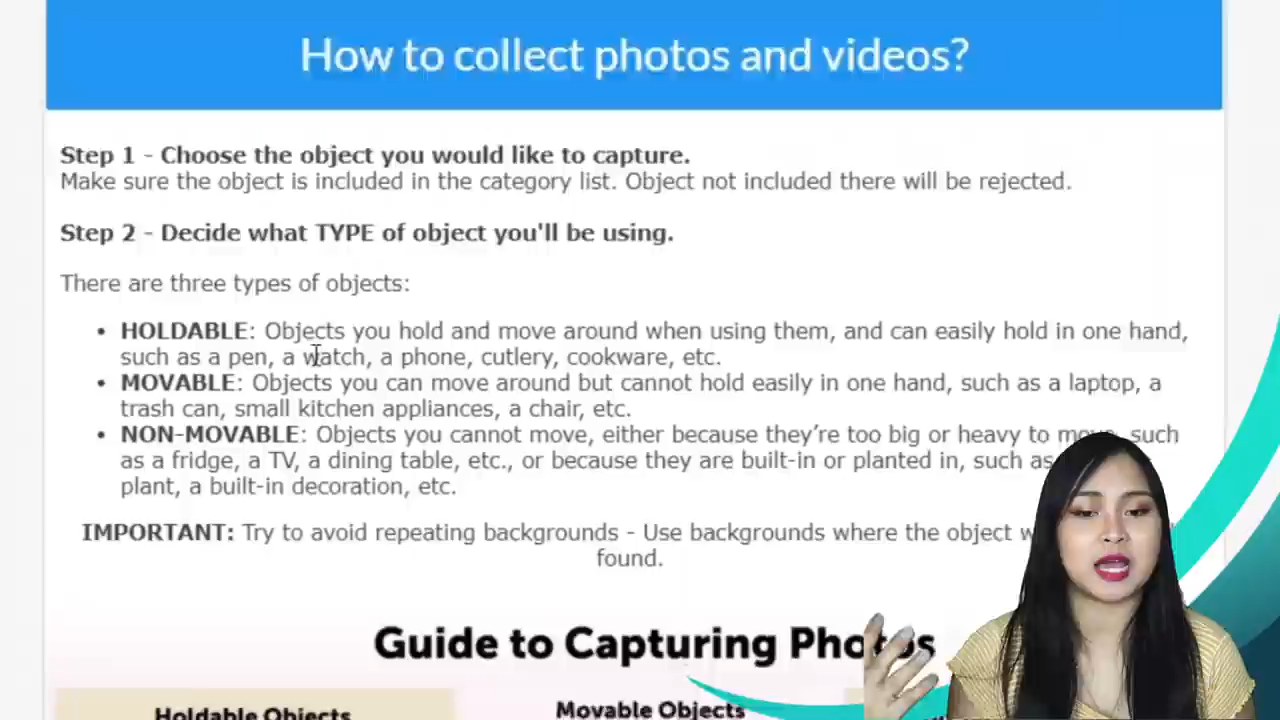 How to collect photos and videos?
Step 1 - Choose the object you would like to capture.
Make sure the object is included in the category list. Object not included there will be rejected.
Step 2 - Decide what TYPE of object you'll be using.
There are three types of objects:
• HOLDABLE: Objects you hold and move around when using them, and can easily hold in one hand,
such as a pen, a watch, a phone, cutlery, cookware, etc.
• MOVABLE: Objects you can move around but cannot hold easily in one hand, such as a laptop, a
trash can, small kitchen appliances, a chair, etc.
• NON-MOVABLE: Objects you cannot move, either because they’re too big or heavy to move, such
as a fridge, a TV, a dining table, etc., or because they are built-in or planted in, such as
plant, a built-in decoration, etc.
IMPORTANT: Try to avoid repeating backgrounds - Use backgrounds where the object
found.
Guide to Capturing Photos
Holdable Objects
Movable Objects